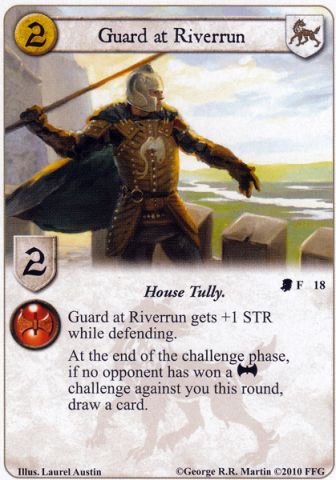 2 Guard at Riverrun
2
House Tully.
F 18
Guard at Riverrun gets +1 STR
while defending.
At the end of the challenge phase,
if no opponent has won a
challenge against you this round,
draw a card.
Illus. Laurel Austin ©George R.R. Martin ©2010 FFG